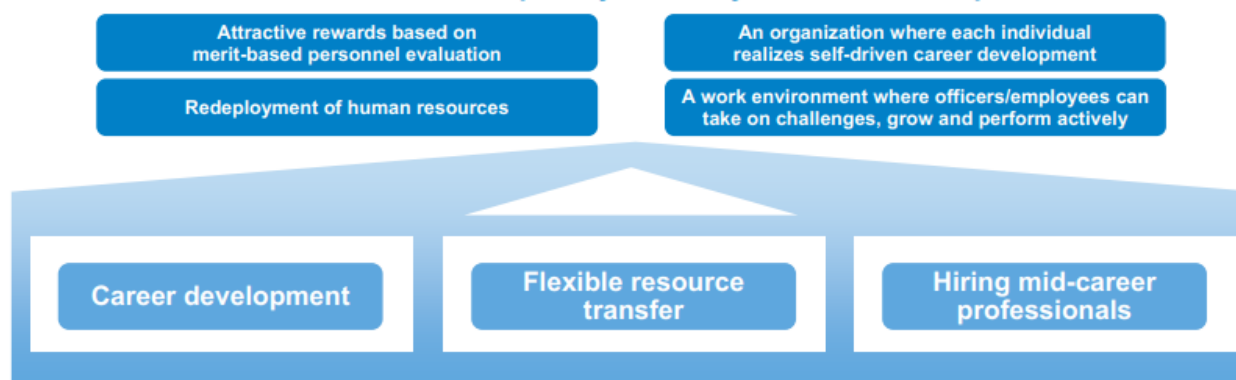 Attractive rewards based on
merit-based personnel evaluation
An organization where each individual
realizes self-driven career development
Redeployment of human resources
A work environment where officers/employees can
take on challenges, grow and perform actively
Career development
Flexible resource
transfer
Hiring mid-career
professionals